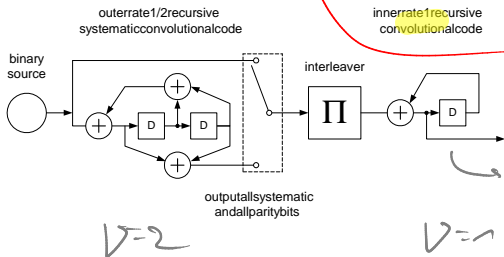 outerrate1/2recursive
systematicconvolutionalcode
innerrate1recursive
convolutionalcode
binary
source
interleaver
+
+
D
D
+
Π
+
D
outputallsystematic
andallparitybits
V=2
V=1